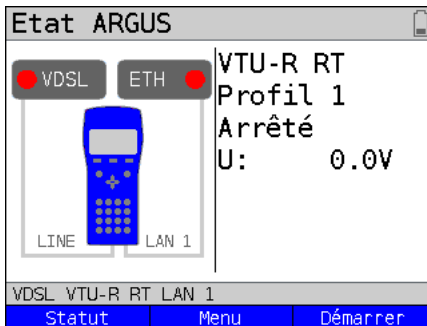 Etat ARGUS
VDSL ETH
VTU-R RT
Profil 1
Arrêté
U: 0.0V
LINE LAN 1
VDSL VTU-R RT LAN 1
Statut Menu Démarrer